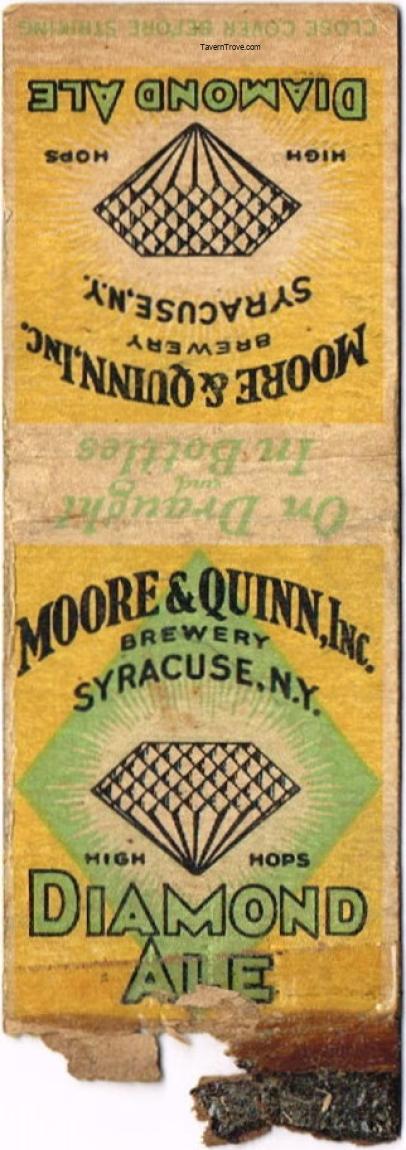 CLOSE COVER BEFORE STRIKING
TavernTrove.com
DIAMOND ALE
HIGH HOPS
SYRACUSE, N.Y.
BREWERY
MOORE & QUINN, INC.
On Draught
and
In Bottles
MOORE & QUINN, INC.
BREWERY
SYRACUSE, N.Y.
HIGH HOPS
DIAMOND
ALE